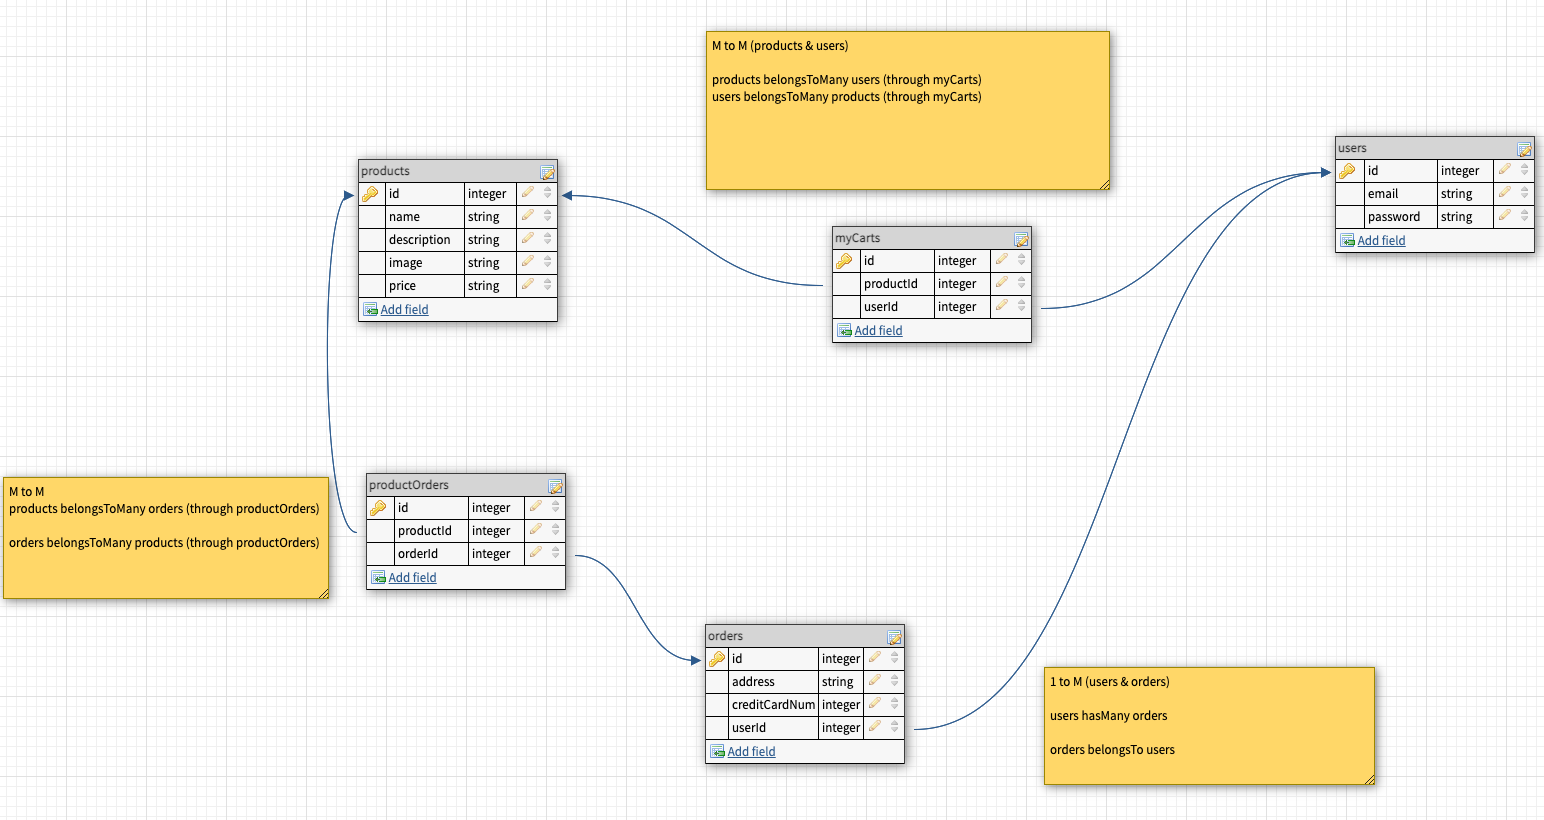 M to M (products & users)
products belongsToMany users (through myCarts)
users belongsToMany products (through myCarts)
users
id integer
email string
password string
Add field
products
id integer
name string
description string
image string
price string
Add field
myCarts
id integer
productId integer
userId integer
Add field
M to M
products belongsToMany orders (through productOrders)
orders belongsToMany products (through productOrders)
productOrders
id integer
productId integer
orderId integer
Add field
orders
id integer
address string
creditCardNum integer
userId integer
Add field
1 to M (users & orders)
users hasMany orders
orders belongsTo users